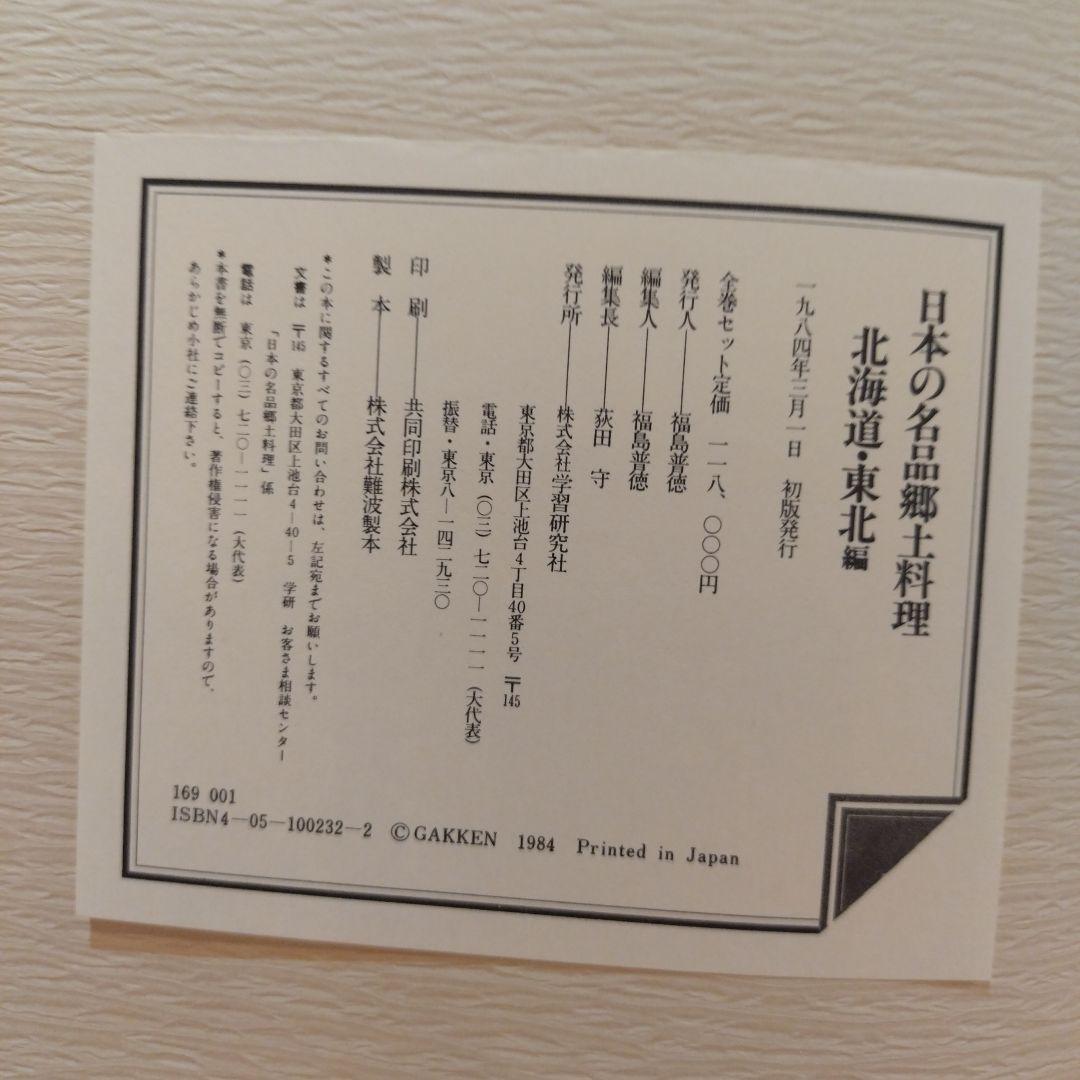 日本の名品郷土料理
北海道・東北編
一九八四年三月一日　初版発行
全巻セット定価　一一八、〇〇〇円
発行人――福島普徳
編集人――福島普徳
編集長――荻田　守
発行所――株式会社学習研究社
東京都大田区上池台4丁目40番5号　〒145
電話・東京（〇三）七二〇―一一一一（大代表）
振替・東京八―一四二九三〇
印　刷――共同印刷株式会社
製　本――株式会社難波製本
＊この本に関するすべてのお問い合わせは、左記宛までお願いします。
文書は　〒145　東京都大田区上池台4―40―5　学研　お客さま相談センター
「日本の名品郷土料理」係
電話は　東京（〇三）七二〇―一一一一（大代表）
＊本書を無断でコピーすると、著作権侵害になる場合がありますので、
あらかじめ小社にご連絡下さい。
169 001
ISBN4—05—100232—2　©GAKKEN　1984　Printed in Japan